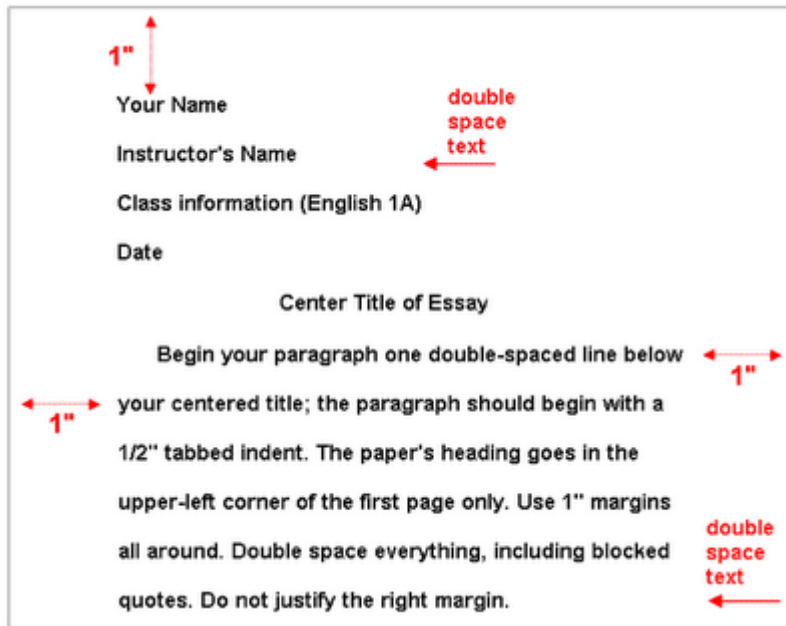 1"
Your Name
double
space
text
Instructor's Name
Class information (English 1A)
Date
Center Title of Essay
Begin your paragraph one double-spaced line below
1"
your centered title; the paragraph should begin with a
1"
1/2" tabbed indent. The paper's heading goes in the
upper-left corner of the first page only. Use 1" margins
all around. Double space everything, including blocked
quotes. Do not justify the right margin.
double
space
text